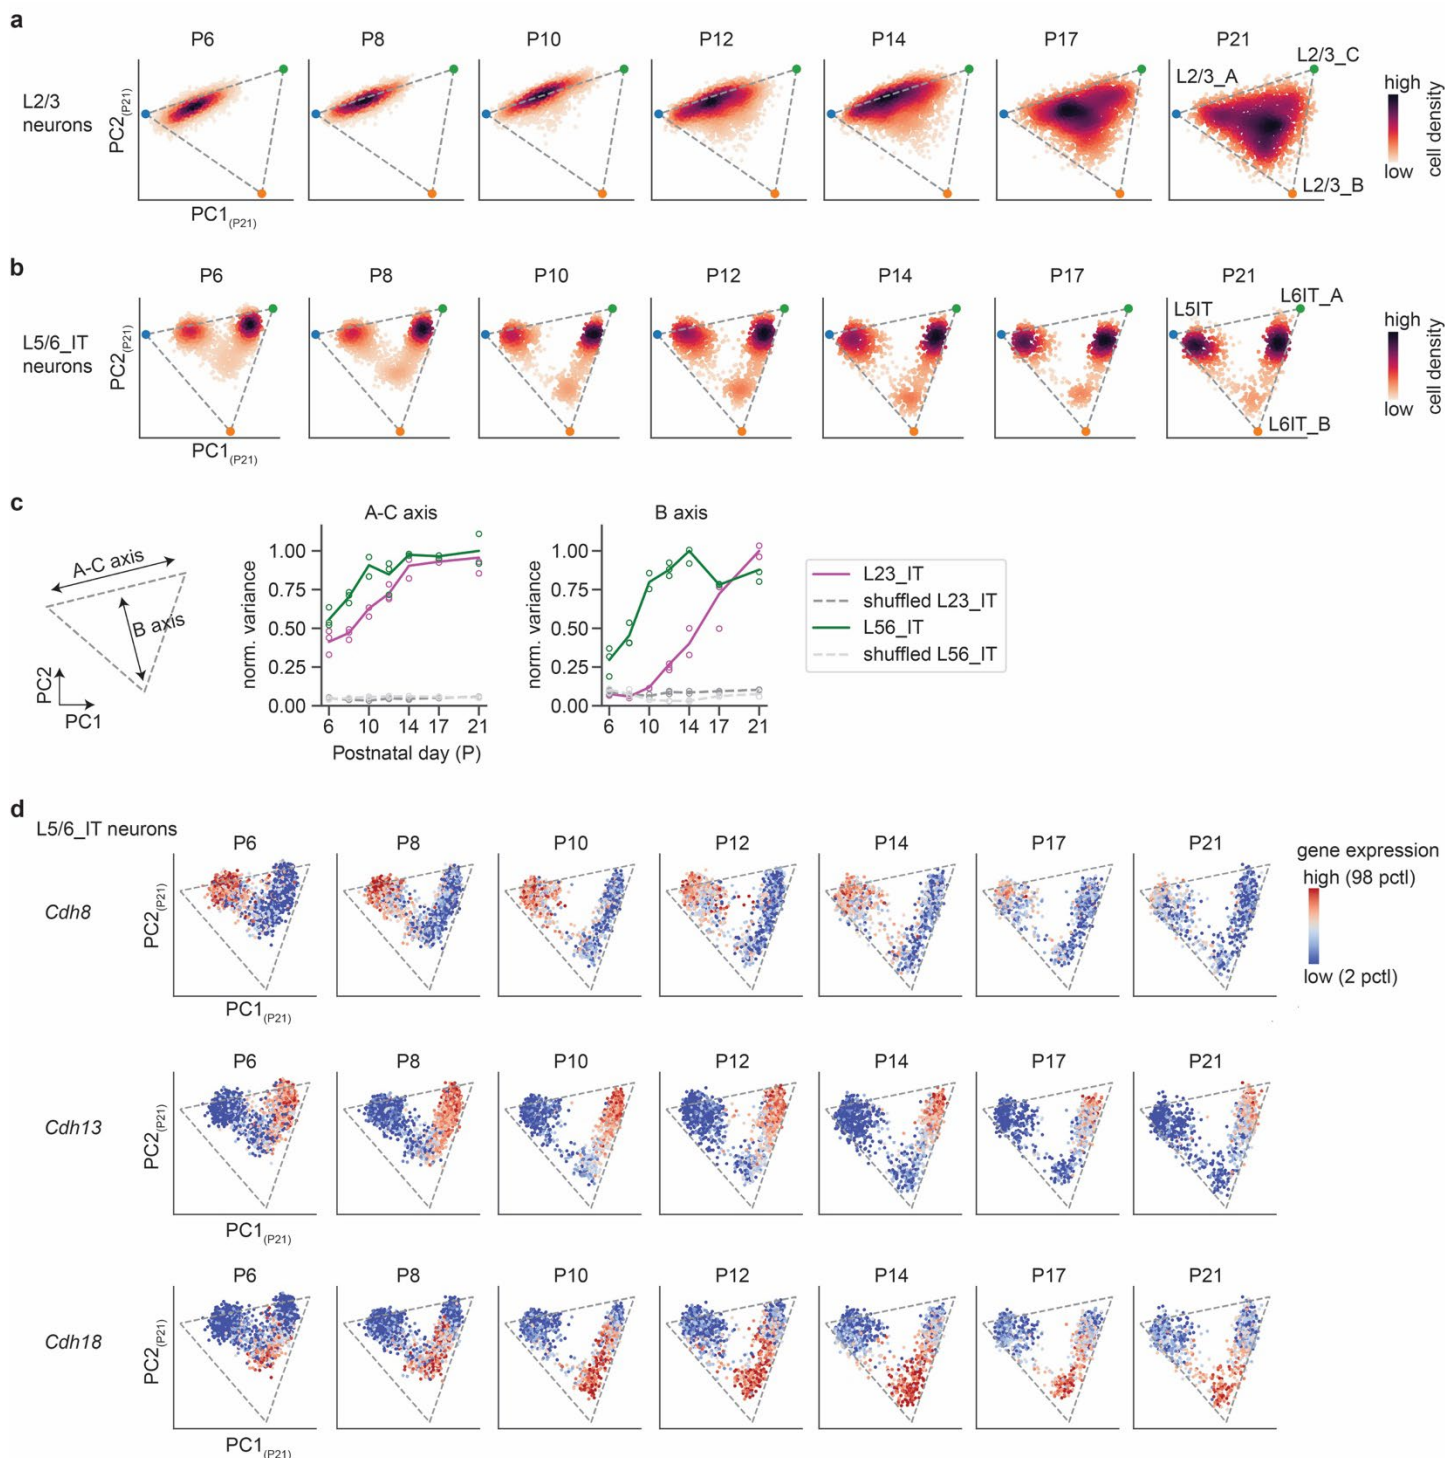 a
P6 P8 P10 P12 P14 P17 P21
L2/3
neurons
PC2(P21)
PC1(P21)
L2/3_A
L2/3_C
L2/3_B
high
low
cell density
b
P6 P8 P10 P12 P14 P17 P21
L5/6_IT
neurons
PC2(P21)
PC1(P21)
L5IT
L6IT_A
L6IT_B
high
low
cell density
c
A-C axis
B axis
PC2
PC1
A-C axis
norm. variance
1.00
0.75
0.50
0.25
0.00
6 10 14 17 21
Postnatal day (P)
B axis
norm. variance
1.00
0.75
0.50
0.25
0.00
6 10 14 17 21
L23_IT
shuffled L23_IT
L56_IT
shuffled L56_IT
d
L5/6_IT neurons
P6 P8 P10 P12 P14 P17 P21
Cdh8
PC2(P21)
PC1(P21)
gene expression
high (98 pctl)
low (2 pctl)
P6 P8 P10 P12 P14 P17 P21
Cdh13
PC2(P21)
PC1(P21)
P6 P8 P10 P12 P14 P17 P21
Cdh18
PC2(P21)
PC1(P21)